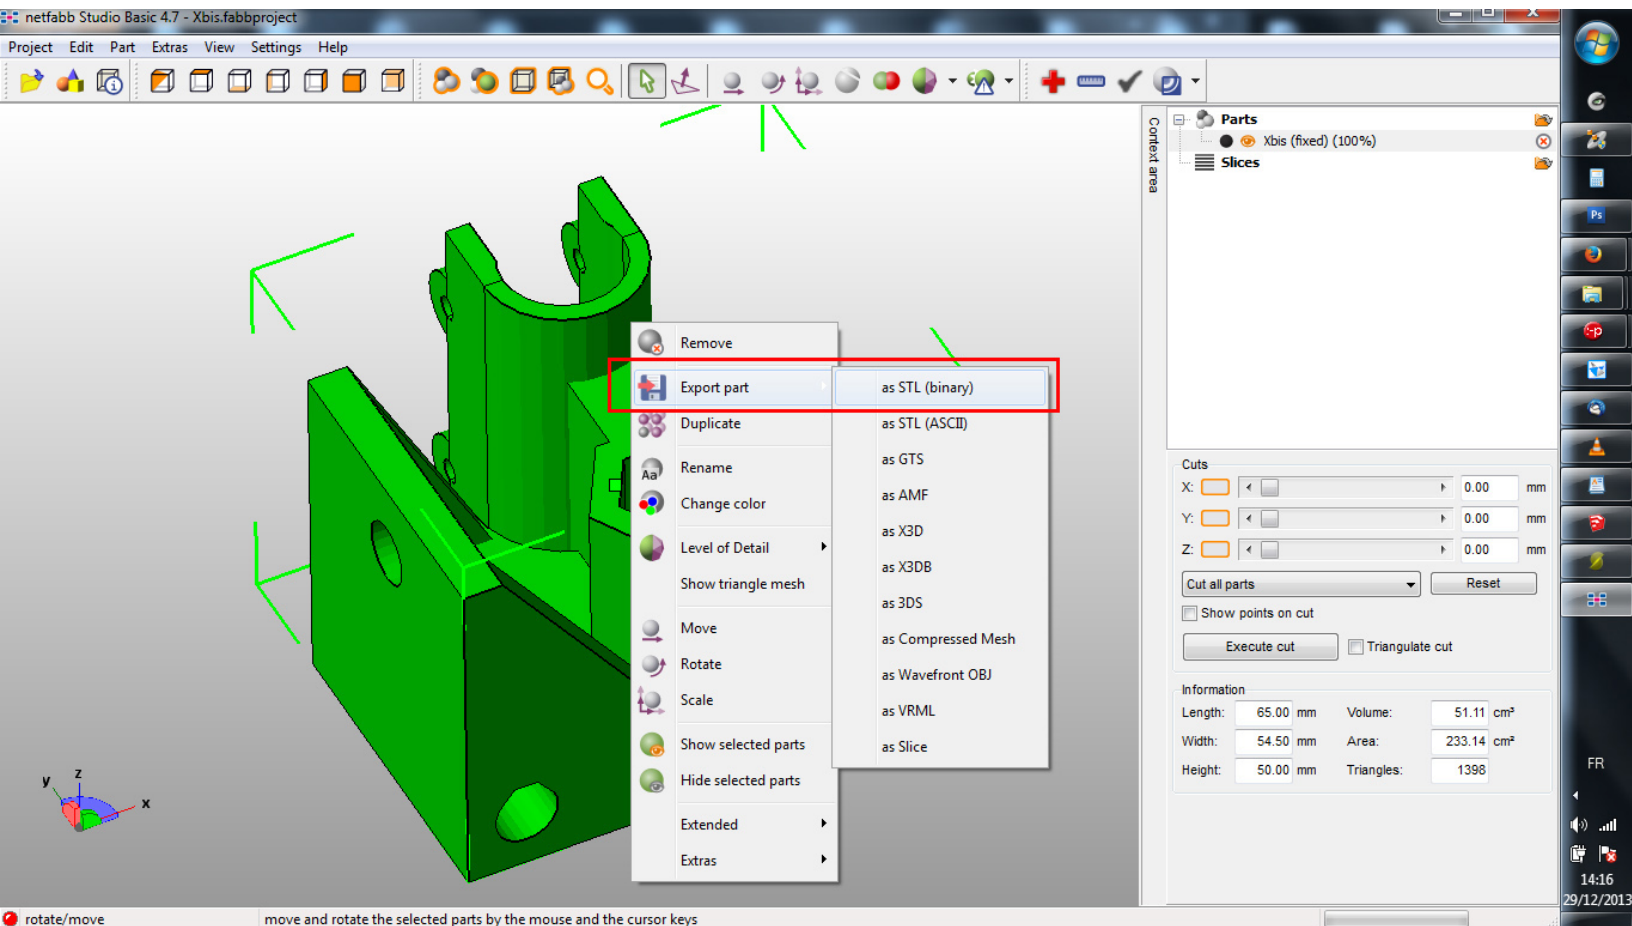 netfabb Studio Basic 4.7 - Xbis.fabbproject
Project Edit Part Extras View Settings Help
Context area
Parts
Xbis (fixed) (100%)
Slices
Remove
Export part
Duplicate
Aa
Rename
Change color
Level of Detail
Show triangle mesh
Move
Rotate
Scale
Show selected parts
Hide selected parts
Extended
Extras
as STL (binary)
as STL (ASCII)
as GTS
as AMF
as X3D
as X3DB
as 3DS
as Compressed Mesh
as Wavefront OBJ
as VRML
as Slice
Cuts
X: 0.00 mm
Y: 0.00 mm
Z: 0.00 mm
Cut all parts Reset
Show points on cut
Execute cut Triangulate cut
Information
Length: 65.00 mm Volume: 51.11 cm³
Width: 54.50 mm Area: 233.14 cm²
Height: 50.00 mm Triangles: 1398
y z x
Ps
FR
14:16
29/12/2013
rotate/move move and rotate the selected parts by the mouse and the cursor keys